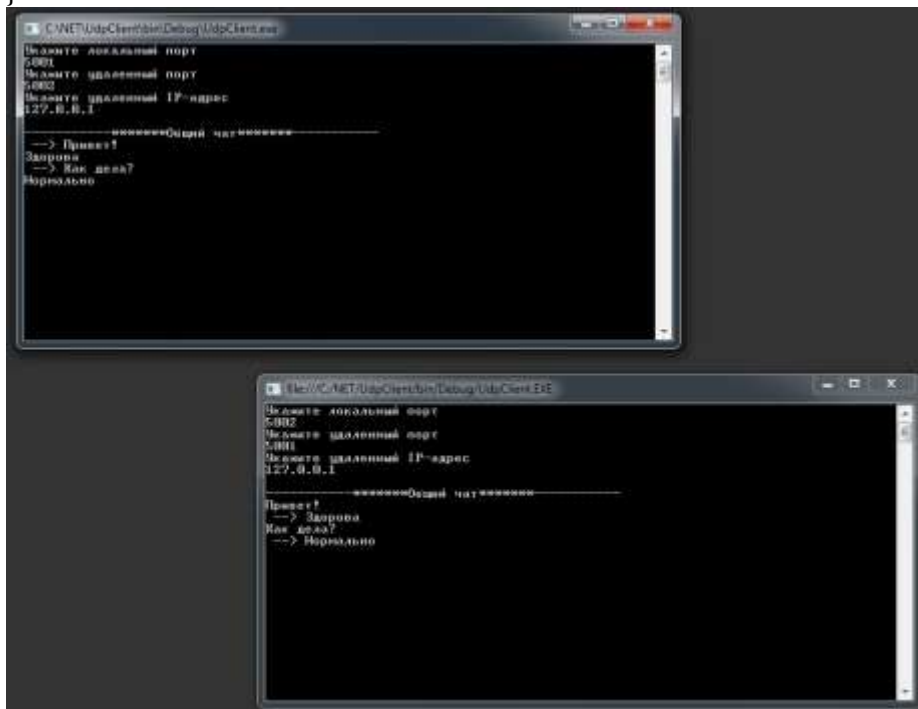 }
C:\NET\UdpClient\bin\Debug\UdpClient.exe
Укажите локальный порт
5001
Укажите удаленный порт
5002
Укажите удаленный IP-адрес
127.0.0.1
*******Общий чат*******
--> Привет!
Здорова
--> Как дела?
Нормально
file:///C:/NET/UdpClient/bin/Debug/UdpClient.EXE
Укажите локальный порт
5002
Укажите удаленный порт
5001
Укажите удаленный IP-адрес
127.0.0.1
*******Общий чат*******
Привет!
--> Здорова
Как дела?
--> Нормально